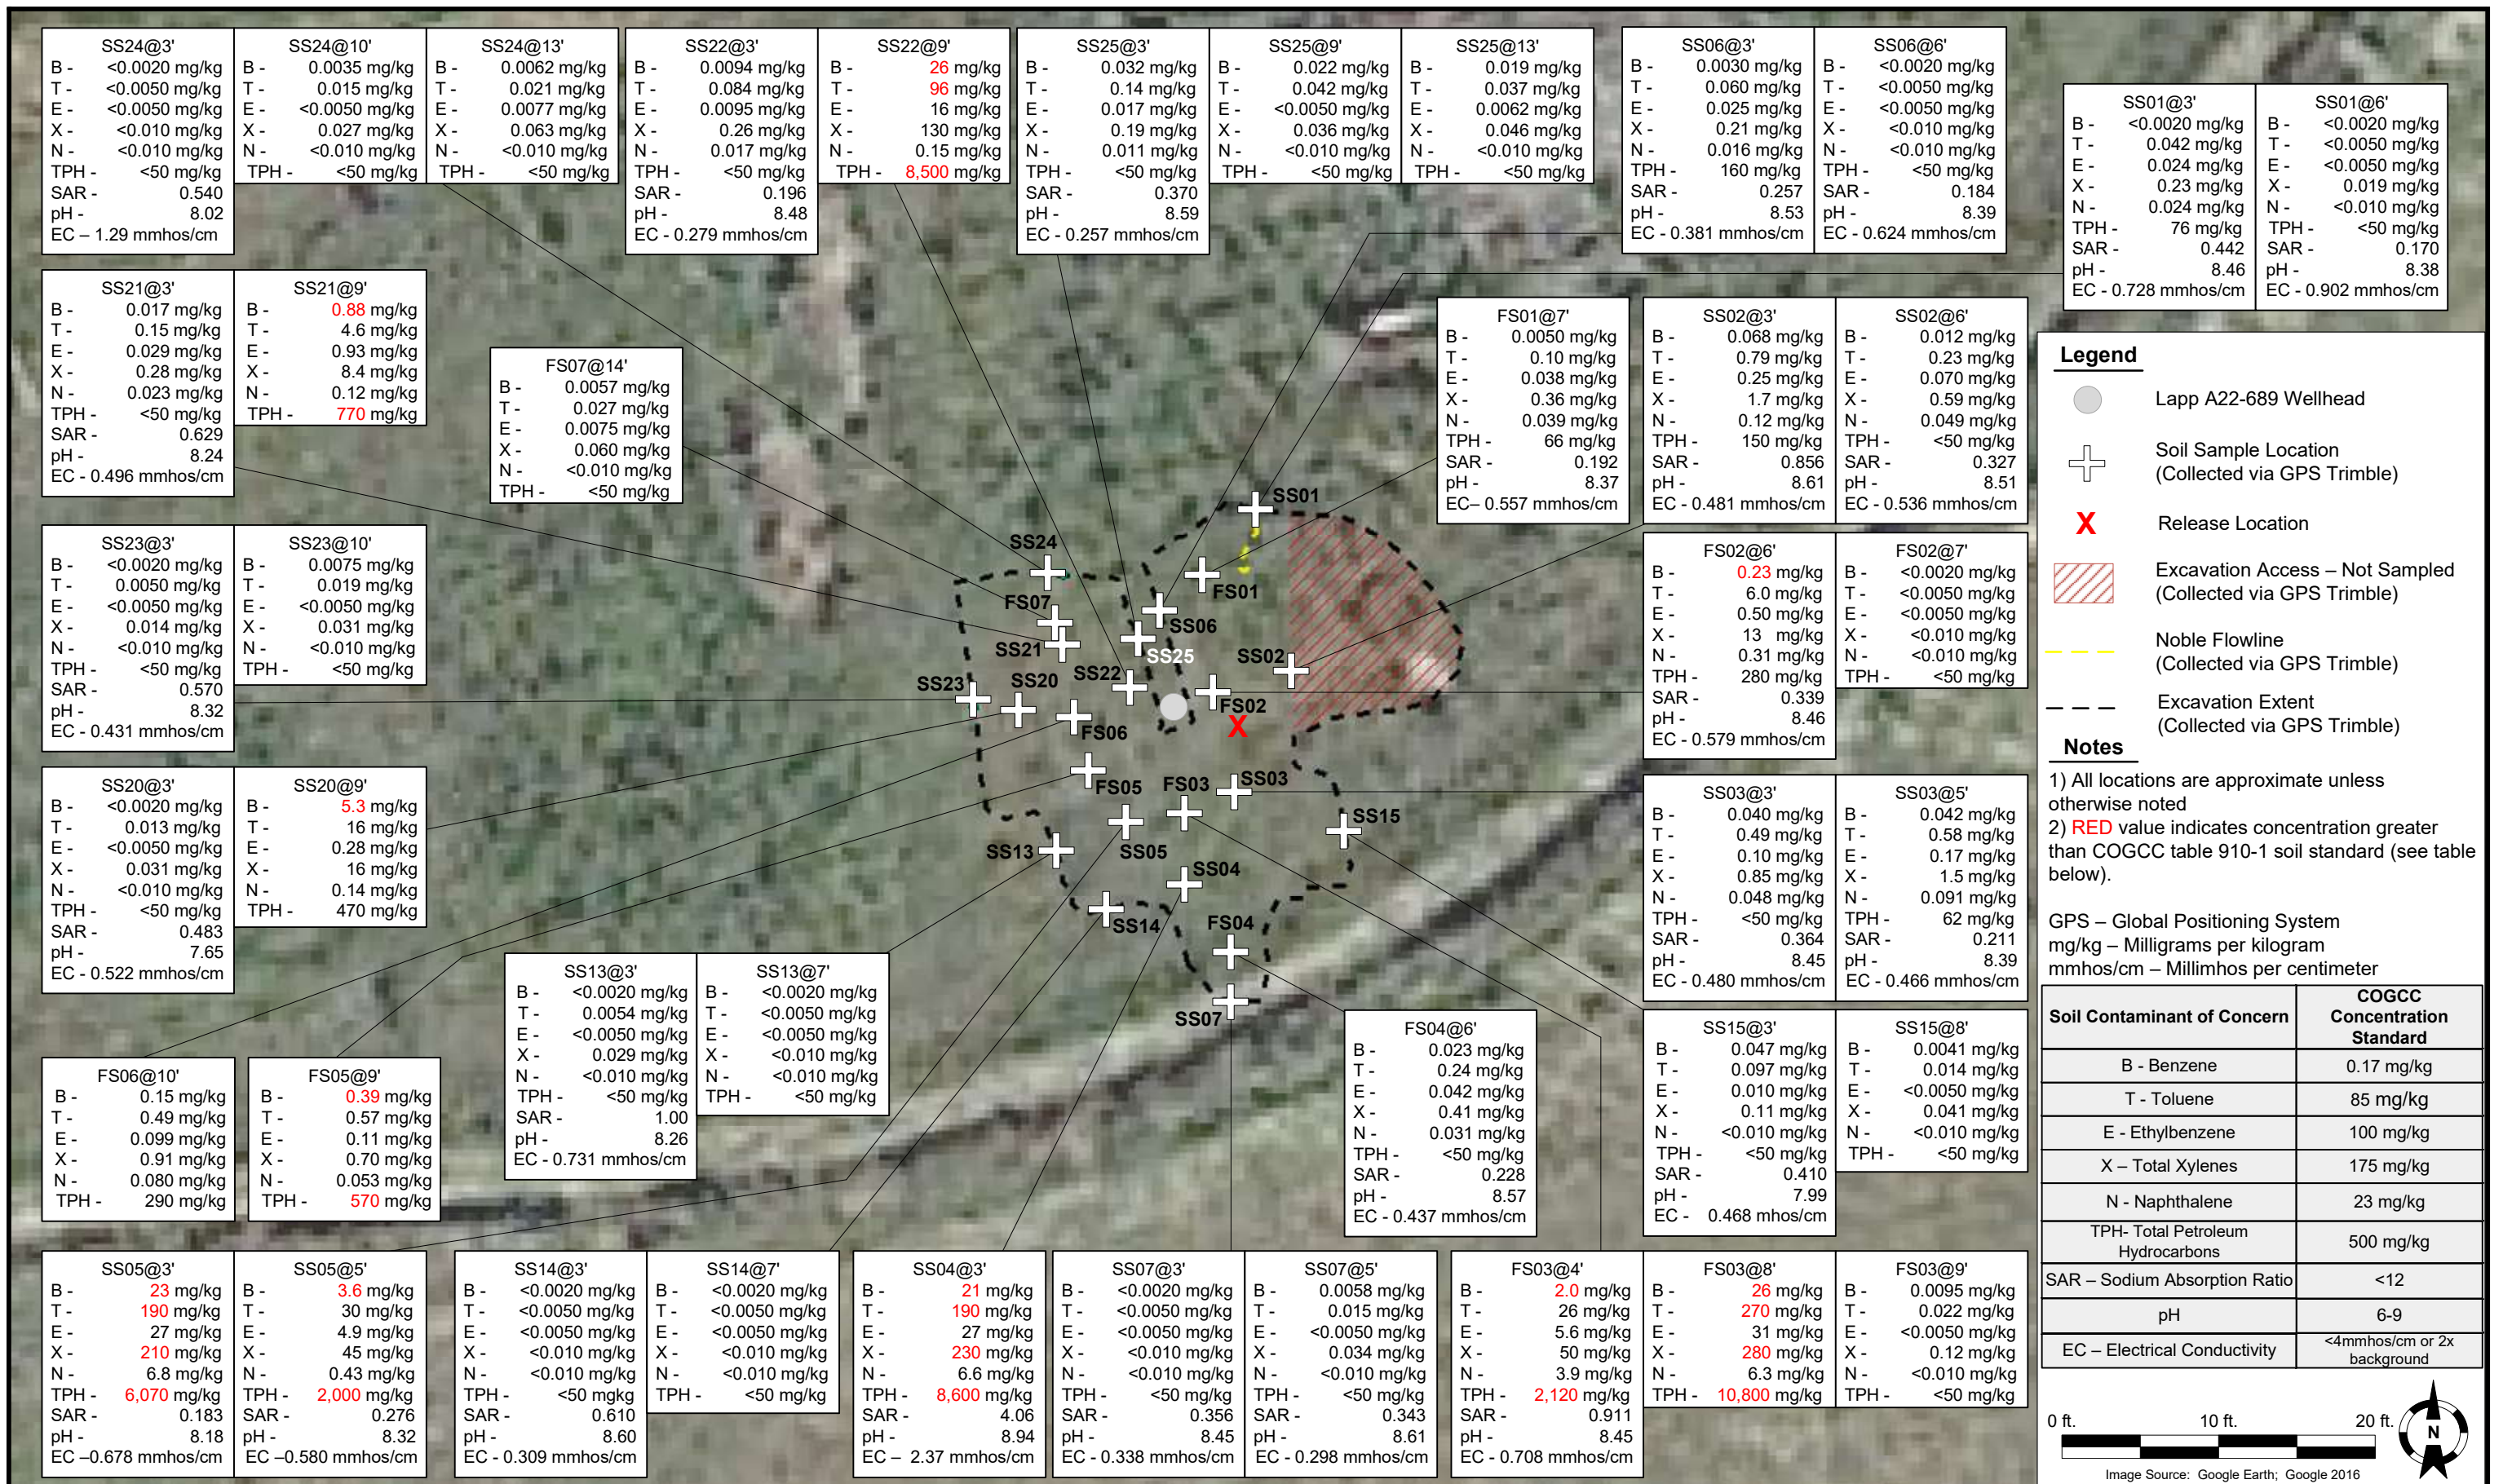 SS24@3'
B - <0.0020 mg/kg
T - <0.0050 mg/kg
E - <0.0050 mg/kg
X - <0.010 mg/kg
N - <0.010 mg/kg
TPH - <50 mg/kg
SAR - 0.540
pH - 8.02
EC – 1.29 mmhos/cm
SS24@10'
B - 0.0035 mg/kg
T - 0.015 mg/kg
E - <0.0050 mg/kg
X - 0.027 mg/kg
N - <0.010 mg/kg
TPH - <50 mg/kg
SS24@13'
B - 0.0062 mg/kg
T - 0.021 mg/kg
E - 0.0077 mg/kg
X - 0.063 mg/kg
N - <0.010 mg/kg
TPH - <50 mg/kg
SS22@3'
B - 0.0094 mg/kg
T - 0.084 mg/kg
E - 0.0095 mg/kg
X - 0.26 mg/kg
N - 0.017 mg/kg
TPH - <50 mg/kg
SAR - 0.196
pH - 8.48
EC - 0.279 mmhos/cm
SS22@9'
B - 26 mg/kg
T - 96 mg/kg
E - 16 mg/kg
X - 130 mg/kg
N - 0.15 mg/kg
TPH - 8,500 mg/kg
SS25@3'
B - 0.032 mg/kg
T - 0.14 mg/kg
E - 0.017 mg/kg
X - 0.19 mg/kg
N - 0.011 mg/kg
TPH - <50 mg/kg
SAR - 0.370
pH - 8.59
EC - 0.257 mmhos/cm
SS25@9'
B - 0.022 mg/kg
T - 0.042 mg/kg
E - <0.0050 mg/kg
X - 0.036 mg/kg
N - <0.010 mg/kg
TPH - <50 mg/kg
SS25@13'
B - 0.019 mg/kg
T - 0.037 mg/kg
E - 0.0062 mg/kg
X - 0.046 mg/kg
N - <0.010 mg/kg
TPH - <50 mg/kg
SS06@3'
B - 0.0030 mg/kg
T - 0.060 mg/kg
E - 0.025 mg/kg
X - 0.21 mg/kg
N - 0.016 mg/kg
TPH - 160 mg/kg
SAR - 0.257
pH - 8.53
EC - 0.381 mmhos/cm
SS06@6'
B - <0.0020 mg/kg
T - <0.0050 mg/kg
E - <0.0050 mg/kg
X - <0.010 mg/kg
N - <0.010 mg/kg
TPH - <50 mg/kg
SAR - 0.184
pH - 8.39
EC - 0.624 mmhos/cm
SS01@3'
B - <0.0020 mg/kg
T - 0.042 mg/kg
E - 0.024 mg/kg
X - 0.23 mg/kg
N - 0.024 mg/kg
TPH - 76 mg/kg
SAR - 0.442
pH - 8.46
EC - 0.728 mmhos/cm
SS01@6'
B - <0.0020 mg/kg
T - <0.0050 mg/kg
E - <0.0050 mg/kg
X - 0.019 mg/kg
N - <0.010 mg/kg
TPH - <50 mg/kg
SAR - 0.170
pH - 8.38
EC - 0.902 mmhos/cm
SS21@3'
B - 0.017 mg/kg
T - 0.15 mg/kg
E - 0.029 mg/kg
X - 0.28 mg/kg
N - 0.023 mg/kg
TPH - <50 mg/kg
SAR - 0.629
pH - 8.24
EC - 0.496 mmhos/cm
SS21@9'
B - 0.88 mg/kg
T - 4.6 mg/kg
E - 0.93 mg/kg
X - 8.4 mg/kg
N - 0.12 mg/kg
TPH - 770 mg/kg
FS07@14'
B - 0.0057 mg/kg
T - 0.027 mg/kg
E - 0.0075 mg/kg
X - 0.060 mg/kg
N - <0.010 mg/kg
TPH - <50 mg/kg
FS01@7'
B - 0.0050 mg/kg
T - 0.10 mg/kg
E - 0.038 mg/kg
X - 0.36 mg/kg
N - 0.039 mg/kg
TPH - 66 mg/kg
SAR - 0.192
pH - 8.37
EC– 0.557 mmhos/cm
SS02@3'
B - 0.068 mg/kg
T - 0.79 mg/kg
E - 0.25 mg/kg
X - 1.7 mg/kg
N - 0.12 mg/kg
TPH - 150 mg/kg
SAR - 0.856
pH - 8.61
EC - 0.481 mmhos/cm
SS02@6'
B - 0.012 mg/kg
T - 0.23 mg/kg
E - 0.070 mg/kg
X - 0.59 mg/kg
N - 0.049 mg/kg
TPH - <50 mg/kg
SAR - 0.327
pH - 8.51
EC - 0.536 mmhos/cm
Legend
Lapp A22-689 Wellhead
Soil Sample Location
(Collected via GPS Trimble)
X Release Location
Excavation Access – Not Sampled
(Collected via GPS Trimble)
Noble Flowline
(Collected via GPS Trimble)
Excavation Extent
(Collected via GPS Trimble)
SS23@3'
B - <0.0020 mg/kg
T - 0.0050 mg/kg
E - <0.0050 mg/kg
X - 0.014 mg/kg
N - <0.010 mg/kg
TPH - <50 mg/kg
SAR - 0.570
pH - 8.32
EC - 0.431 mmhos/cm
SS23@10'
B - 0.0075 mg/kg
T - 0.019 mg/kg
E - <0.0050 mg/kg
X - 0.031 mg/kg
N - <0.010 mg/kg
TPH - <50 mg/kg
FS02@6'
B - 0.23 mg/kg
T - 6.0 mg/kg
E - 0.50 mg/kg
X - 13 mg/kg
N - 0.31 mg/kg
TPH - 280 mg/kg
SAR - 0.339
pH - 8.46
EC - 0.579 mmhos/cm
FS02@7'
B - <0.0020 mg/kg
T - <0.0050 mg/kg
E - <0.0050 mg/kg
X - <0.010 mg/kg
N - <0.010 mg/kg
TPH - <50 mg/kg
SS01
SS24
FS01
FS07
SS06
SS21
SS25
SS02
SS22
SS23
SS20
FS02
X
FS06
FS05
FS03
SS03
SS15
SS05
SS13
SS04
SS14
FS04
SS07
Notes
1) All locations are approximate unless
otherwise noted
2) RED value indicates concentration greater
than COGCC table 910-1 soil standard (see table
below).
GPS – Global Positioning System
mg/kg – Milligrams per kilogram
mmhos/cm – Millimhos per centimeter
SS20@3'
B - <0.0020 mg/kg
T - 0.013 mg/kg
E - <0.0050 mg/kg
X - 0.031 mg/kg
N - <0.010 mg/kg
TPH - <50 mg/kg
SAR - 0.483
pH - 7.65
EC - 0.522 mmhos/cm
SS20@9'
B - 5.3 mg/kg
T - 16 mg/kg
E - 0.28 mg/kg
X - 16 mg/kg
N - 0.14 mg/kg
TPH - 470 mg/kg
SS03@3'
B - 0.040 mg/kg
T - 0.49 mg/kg
E - 0.10 mg/kg
X - 0.85 mg/kg
N - 0.048 mg/kg
TPH - <50 mg/kg
SAR - 0.364
pH - 8.45
EC - 0.480 mmhos/cm
SS03@5'
B - 0.042 mg/kg
T - 0.58 mg/kg
E - 0.17 mg/kg
X - 1.5 mg/kg
N - 0.091 mg/kg
TPH - 62 mg/kg
SAR - 0.211
pH - 8.39
EC - 0.466 mmhos/cm
SS13@3'
B - <0.0020 mg/kg
T - 0.0054 mg/kg
E - <0.0050 mg/kg
X - 0.029 mg/kg
N - <0.010 mg/kg
TPH - <50 mg/kg
SAR - 1.00
pH - 8.26
EC - 0.731 mmhos/cm
SS13@7'
B - <0.0020 mg/kg
T - <0.0050 mg/kg
E - <0.0050 mg/kg
X - <0.010 mg/kg
N - <0.010 mg/kg
TPH - <50 mg/kg
FS04@6'
B - 0.023 mg/kg
T - 0.24 mg/kg
E - 0.042 mg/kg
X - 0.41 mg/kg
N - 0.031 mg/kg
TPH - <50 mg/kg
SAR - 0.228
pH - 8.57
EC - 0.437 mmhos/cm
SS15@3'
B - 0.047 mg/kg
T - 0.097 mg/kg
E - 0.010 mg/kg
X - 0.11 mg/kg
N - <0.010 mg/kg
TPH - <50 mg/kg
SAR - 0.410
pH - 7.99
EC - 0.468 mhos/cm
SS15@8'
B - 0.0041 mg/kg
T - 0.014 mg/kg
E - <0.0050 mg/kg
X - 0.041 mg/kg
N - <0.010 mg/kg
TPH - <50 mg/kg
Soil Contaminant of Concern
COGCC
Concentration
Standard
B - Benzene 0.17 mg/kg
T - Toluene 85 mg/kg
E - Ethylbenzene 100 mg/kg
X – Total Xylenes 175 mg/kg
N - Naphthalene 23 mg/kg
TPH- Total Petroleum
Hydrocarbons 500 mg/kg
SAR – Sodium Absorption Ratio <12
pH 6-9
EC – Electrical Conductivity <4mmhos/cm or 2x
background
FS06@10'
B - 0.15 mg/kg
T - 0.49 mg/kg
E - 0.099 mg/kg
X - 0.91 mg/kg
N - 0.080 mg/kg
TPH - 290 mg/kg
FS05@9'
B - 0.39 mg/kg
T - 0.57 mg/kg
E - 0.11 mg/kg
X - 0.70 mg/kg
N - 0.053 mg/kg
TPH - 570 mg/kg
SS05@3'
B - 23 mg/kg
T - 190 mg/kg
E - 27 mg/kg
X - 210 mg/kg
N - 6.8 mg/kg
TPH - 6,070 mg/kg
SAR - 0.183
pH - 8.18
EC –0.678 mmhos/cm
SS05@5'
B - 3.6 mg/kg
T - 30 mg/kg
E - 4.9 mg/kg
X - 45 mg/kg
N - 0.43 mg/kg
TPH - 2,000 mg/kg
SAR - 0.276
pH - 8.32
EC –0.580 mmhos/cm
SS14@3'
B - <0.0020 mg/kg
T - <0.0050 mg/kg
E - <0.0050 mg/kg
X - <0.010 mg/kg
N - <0.010 mg/kg
TPH - <50 mgkg
SAR - 0.610
pH - 8.60
EC - 0.309 mmhos/cm
SS14@7'
B - <0.0020 mg/kg
T - <0.0050 mg/kg
E - <0.0050 mg/kg
X - <0.010 mg/kg
N - <0.010 mg/kg
TPH - <50 mg/kg
SS04@3'
B - 21 mg/kg
T - 190 mg/kg
E - 27 mg/kg
X - 230 mg/kg
N - 6.6 mg/kg
TPH - 8,600 mg/kg
SAR - 4.06
pH - 8.94
EC – 2.37 mmhos/cm
SS07@3'
B - <0.0020 mg/kg
T - <0.0050 mg/kg
E - <0.0050 mg/kg
X - <0.010 mg/kg
N - <0.010 mg/kg
TPH - <50 mg/kg
SAR - 0.356
pH - 8.45
EC - 0.338 mmhos/cm
SS07@5'
B - 0.0058 mg/kg
T - 0.015 mg/kg
E - <0.0050 mg/kg
X - 0.034 mg/kg
N - <0.010 mg/kg
TPH - <50 mg/kg
SAR - 0.343
pH - 8.61
EC - 0.298 mmhos/cm
FS03@4'
B - 2.0 mg/kg
T - 26 mg/kg
E - 5.6 mg/kg
X - 50 mg/kg
N - 3.9 mg/kg
TPH - 2,120 mg/kg
SAR - 0.911
pH - 8.45
EC - 0.708 mmhos/cm
FS03@8'
B - 26 mg/kg
T - 270 mg/kg
E - 31 mg/kg
X - 280 mg/kg
N - 6.3 mg/kg
TPH - 10,800 mg/kg
FS03@9'
B - 0.0095 mg/kg
T - 0.022 mg/kg
E - <0.0050 mg/kg
X - 0.12 mg/kg
N - <0.010 mg/kg
TPH - <50 mg/kg
0 ft. 10 ft. 20 ft.
N
Image Source: Google Earth; Google 2016